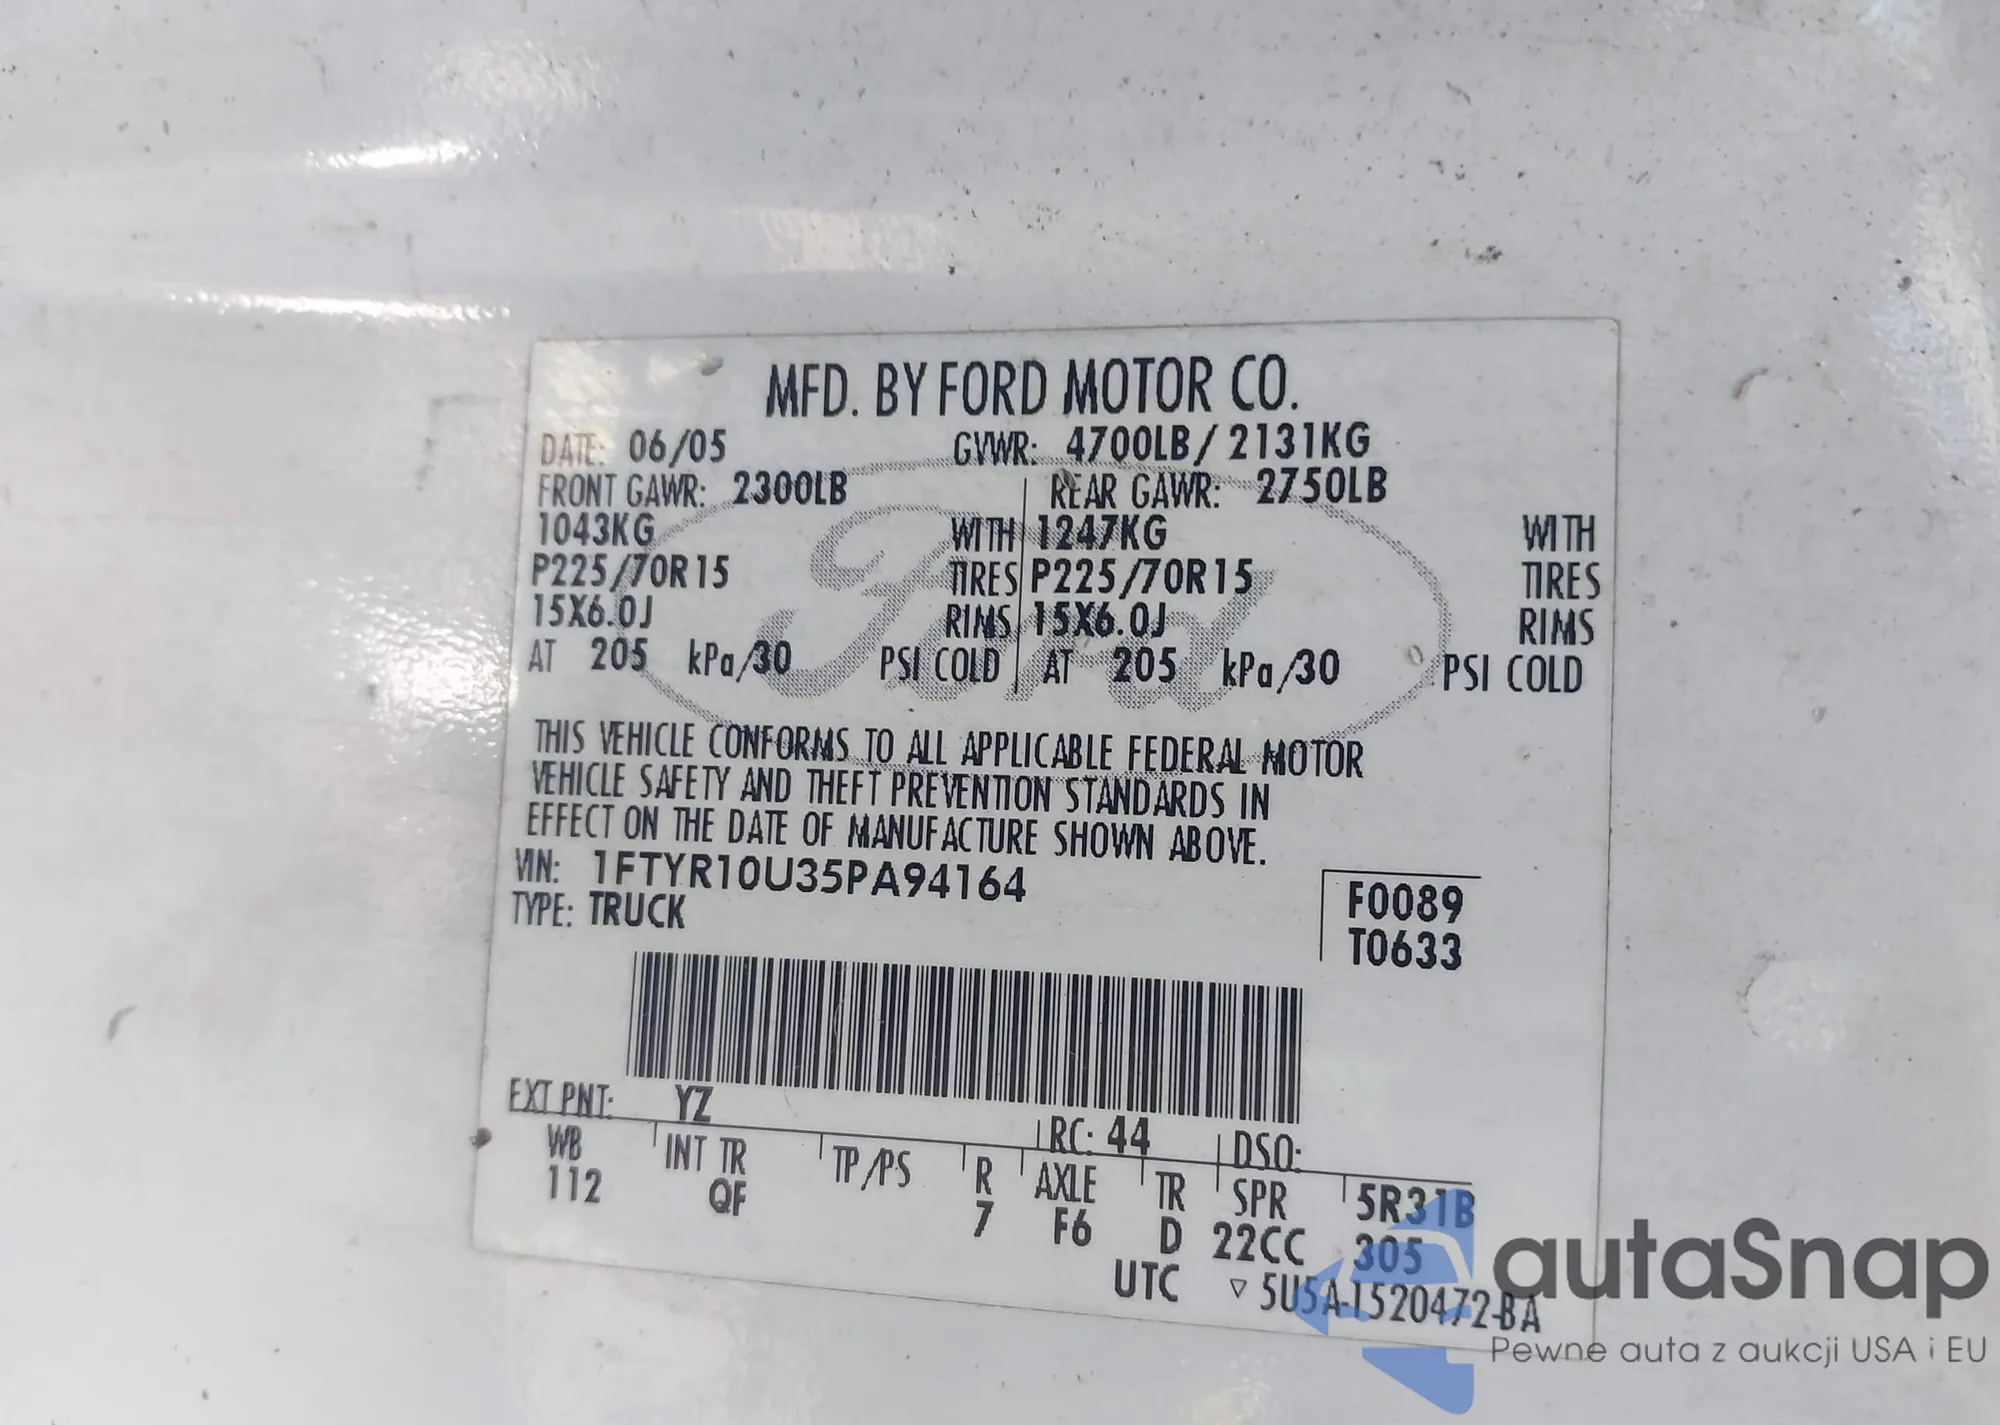 MFD. BY FORD MOTOR CO.
DATE: 06/05 GVWR: 4700LB/2131KG
FRONT GAWR: 2300LB REAR GAWR: 2750LB
1043KG WITH 1247KG WITH
P225/70R15 TIRES P225/70R15 TIRES
15X6.0J RIMS 15X6.0J RIMS
AT 205 kPa/30 PSI COLD AT 205 kPa/30 PSI COLD
Ford
THIS VEHICLE CONFORMS TO ALL APPLICABLE FEDERAL MOTOR
VEHICLE SAFETY AND THEFT PREVENTION STANDARDS IN
EFFECT ON THE DATE OF MANUFACTURE SHOWN ABOVE.
VIN: 1FTYR10U35PA94164
TYPE: TRUCK
F0089
T0633
EXT PNT: YZ RC: 44 DSO:
WB INT TR TP/PS R AXLE TR SPR 5R31B
112 QF 7 F6 D 22CC 305
UTC ▽ 5U5A-1520472-BA
autaSnap
Pewne auta z aukcji USA i EU